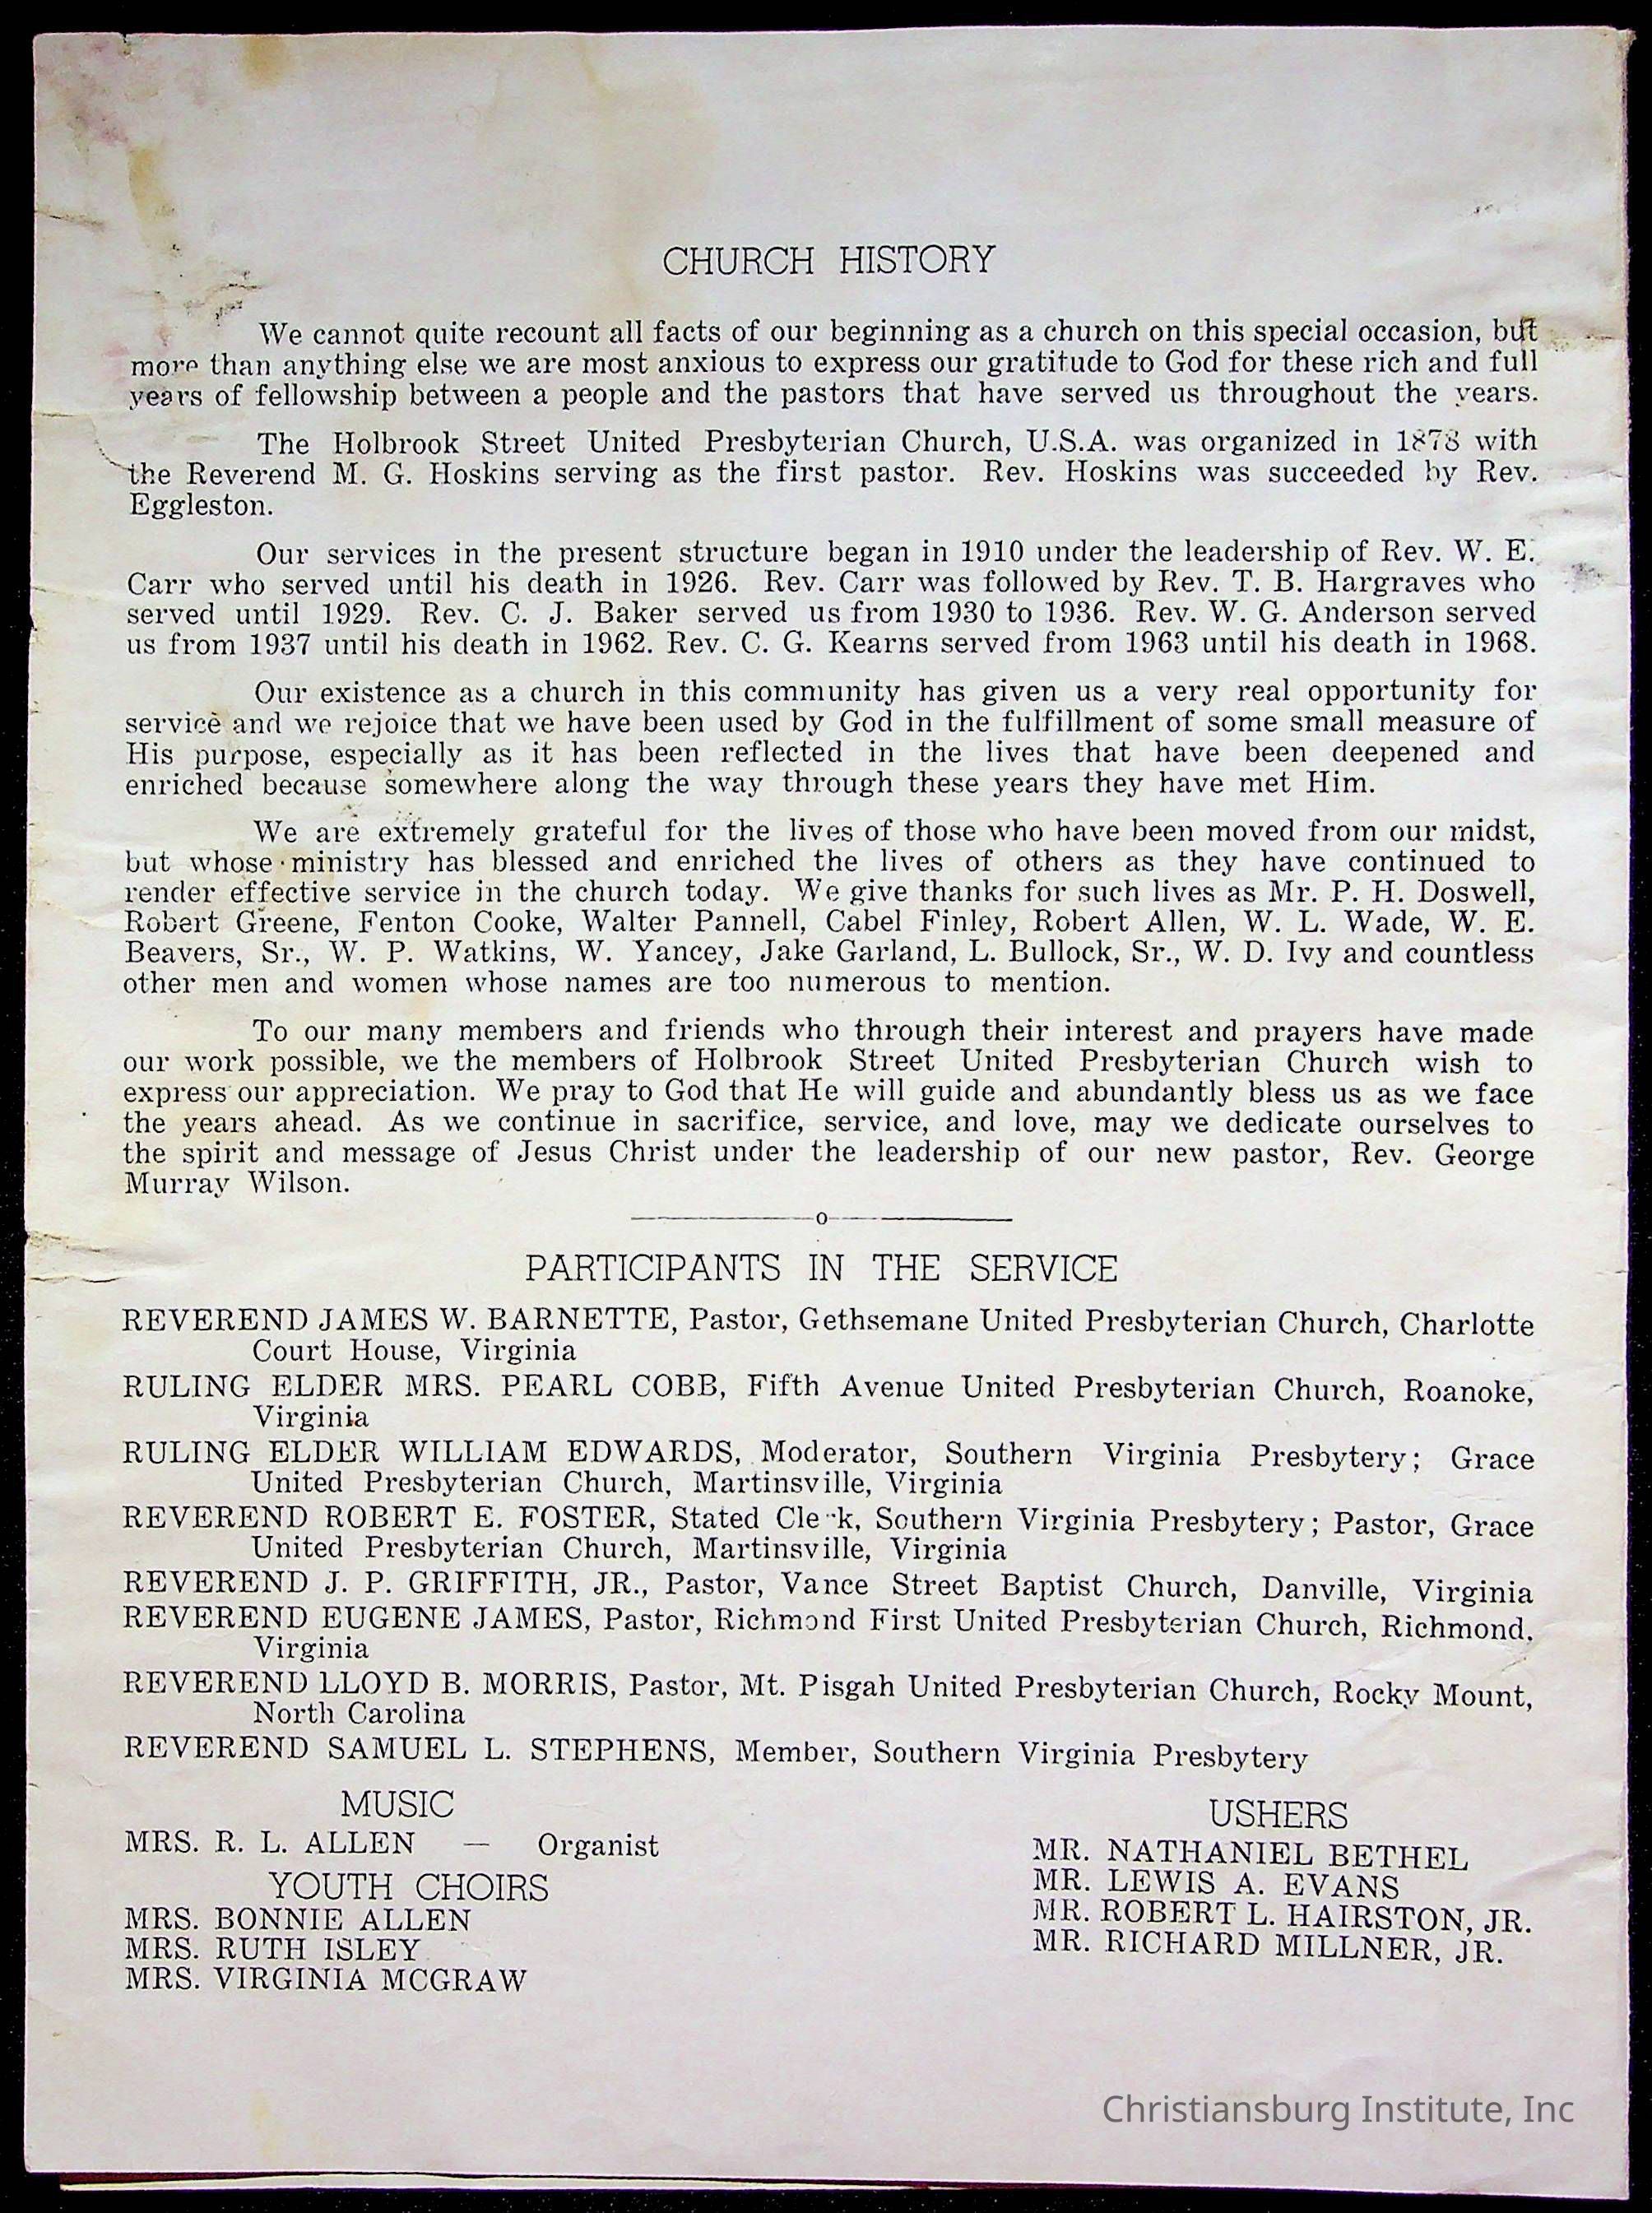 CHURCH HISTORY
We cannot quite recount all facts of our beginning as a church on this special occasion, but
more than anything else we are most anxious to express our gratitude to God for these rich and full
years of fellowship between a people and the pastors that have served us throughout the years.
The Holbrook Street United Presbyterian Church, U.S.A. was organized in 1878 with
the Reverend M. G. Hoskins serving as the first pastor. Rev. Hoskins was succeeded by Rev.
Eggleston.
Our services in the present structure began in 1910 under the leadership of Rev. W. E.
Carr who served until his death in 1926. Rev. Carr was followed by Rev. T. B. Hargraves who
served until 1929. Rev. C. J. Baker served us from 1930 to 1936. Rev. W. G. Anderson served
us from 1937 until his death in 1962. Rev. C. G. Kearns served from 1963 until his death in 1968.
Our existence as a church in this community has given us a very real opportunity for
service and we rejoice that we have been used by God in the fulfillment of some small measure of
His purpose, especially as it has been reflected in the lives that have been deepened and
enriched because somewhere along the way through these years they have met Him.
We are extremely grateful for the lives of those who have been moved from our midst,
but whose ministry has blessed and enriched the lives of others as they have continued to
render effective service in the church today. We give thanks for such lives as Mr. P. H. Doswell,
Robert Greene, Fenton Cooke, Walter Pannell, Cabel Finley, Robert Allen, W. L. Wade, W. E.
Beavers, Sr., W. P. Watkins, W. Yancey, Jake Garland, L. Bullock, Sr., W. D. Ivy and countless
other men and women whose names are too numerous to mention.
To our many members and friends who through their interest and prayers have made
our work possible, we the members of Holbrook Street United Presbyterian Church wish to
express our appreciation. We pray to God that He will guide and abundantly bless us as we face
the years ahead. As we continue in sacrifice, service, and love, may we dedicate ourselves to
the spirit and message of Jesus Christ under the leadership of our new pastor, Rev. George
Murray Wilson.
o
PARTICIPANTS IN THE SERVICE
REVEREND JAMES W. BARNETTE, Pastor, Gethsemane United Presbyterian Church, Charlotte
Court House, Virginia
RULING ELDER MRS. PEARL COBB, Fifth Avenue United Presbyterian Church, Roanoke,
Virginia
RULING ELDER WILLIAM EDWARDS, Moderator, Southern Virginia Presbytery; Grace
United Presbyterian Church, Martinsville, Virginia
REVEREND ROBERT E. FOSTER, Stated Clerk, Southern Virginia Presbytery; Pastor, Grace
United Presbyterian Church, Martinsville, Virginia
REVEREND J. P. GRIFFITH, JR., Pastor, Vance Street Baptist Church, Danville, Virginia
REVEREND EUGENE JAMES, Pastor, Richmond First United Presbyterian Church, Richmond,
Virginia
REVEREND LLOYD B. MORRIS, Pastor, Mt. Pisgah United Presbyterian Church, Rocky Mount,
North Carolina
REVEREND SAMUEL L. STEPHENS, Member, Southern Virginia Presbytery
MUSIC
MRS. R. L. ALLEN — Organist
YOUTH CHOIRS
MRS. BONNIE ALLEN
MRS. RUTH ISLEY
MRS. VIRGINIA MCGRAW
USHERS
MR. NATHANIEL BETHEL
MR. LEWIS A. EVANS
MR. ROBERT L. HAIRSTON, JR.
MR. RICHARD MILLNER, JR.
Christiansburg Institute, Inc